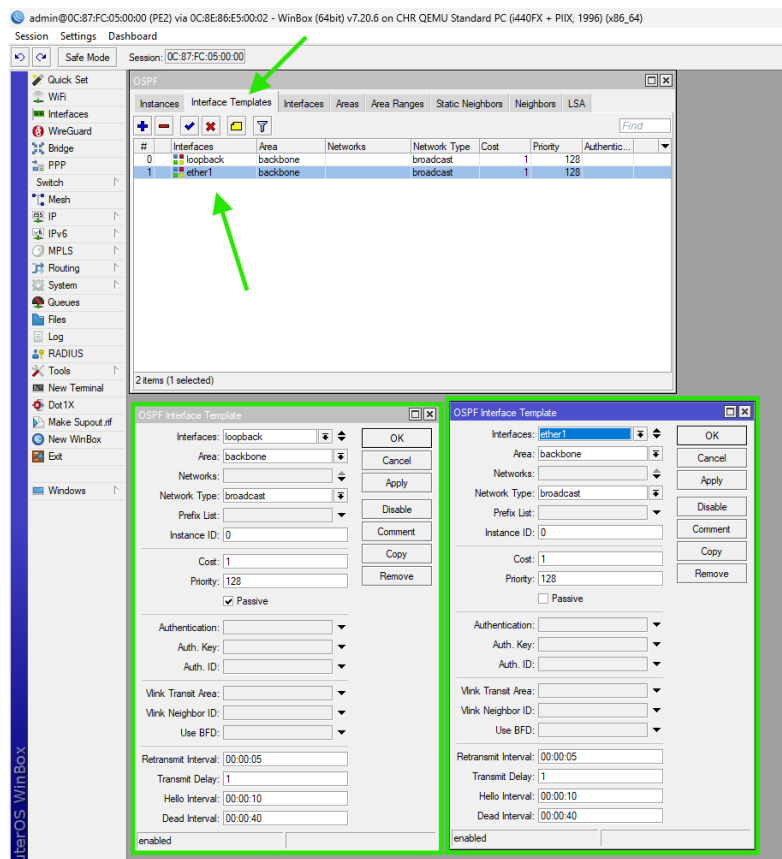 admin@0C:87:FC:05:00:00 (PE2) via 0C:8E:86:E5:00:02 - WinBox (64bit) v7.20.6 on CHR QEMU Standard PC (i440FX + PIIX, 1996) (x86_64)
Session Settings Dashboard
Safe Mode Session: 0C:87:FC:05:00:00
Quick Set
WiFi
Interfaces
WireGuard
Bridge
PPP
Switch
Mesh
IP
IPv6
MPLS
Routing
System
Queues
Files
Log
RADIUS
Tools
New Terminal
Dot1X
Make Supout.rif
New WinBox
Exit
Windows
uterOS WinBox
OSPF
Instances Interface Templates Interfaces Areas Area Ranges Static Neighbors Neighbors LSA
Find
# Interfaces Area Networks Network Type Cost Priority Authentic...
0 loopback backbone broadcast 1 128
1 ether1 backbone broadcast 1 128
2 items (1 selected)
OSPF Interface Template
Interfaces: loopback OK
Area: backbone Cancel
Networks: Apply
Network Type: broadcast
Prefix List: Disable
Instance ID: 0 Comment
Cost: 1 Copy
Priority: 128 Remove
Passive
Authentication:
Auth. Key:
Auth. ID:
Vlink Transit Area:
Vlink Neighbor ID:
Use BFD:
Retransmit Interval: 00:00:05
Transmit Delay: 1
Hello Interval: 00:00:10
Dead Interval: 00:00:40
enabled
OSPF Interface Template
Interfaces: ether1 OK
Area: backbone Cancel
Networks: Apply
Network Type: broadcast
Prefix List: Disable
Instance ID: 0 Comment
Cost: 1 Copy
Priority: 128 Remove
Passive
Authentication:
Auth. Key:
Auth. ID:
Vlink Transit Area:
Vlink Neighbor ID:
Use BFD:
Retransmit Interval: 00:00:05
Transmit Delay: 1
Hello Interval: 00:00:10
Dead Interval: 00:00:40
enabled